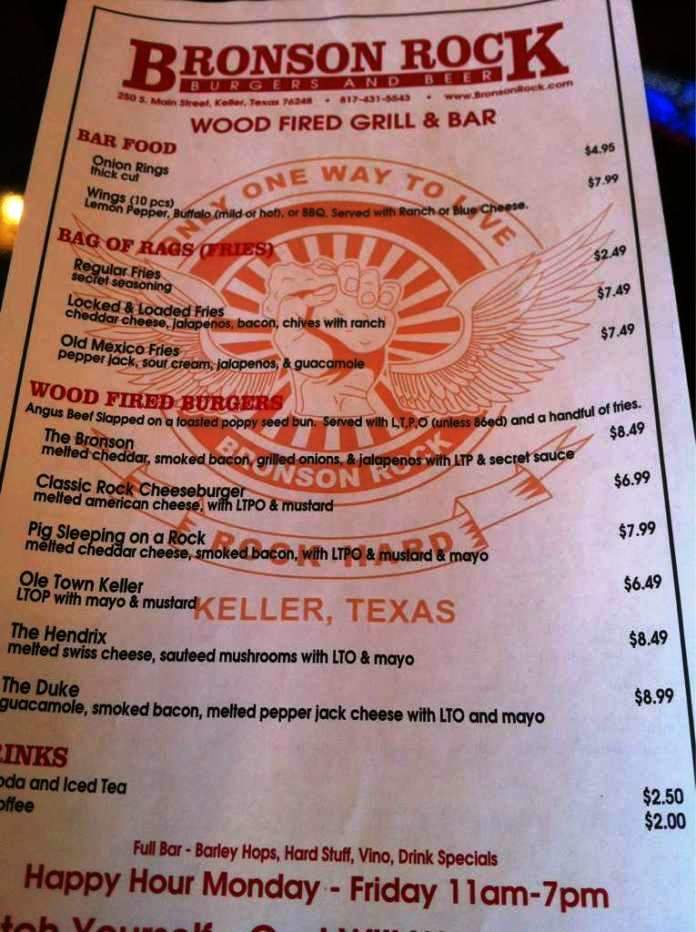 BRONSON ROCK
BURGERS AND BEER
250 S. Main Street, Keller, Texas 76248 • 817-431-5543 • www.BronsonRock.com
WOOD FIRED GRILL & BAR
BAR FOOD
Onion Rings $4.95
thick cut
Wings (10 pcs) $7.99
Lemon Pepper, Buffalo (mild or hot), or BBQ. Served with Ranch or Blue Cheese.
ONLY ONE WAY TO LIVE
BAG OF RAGS (FRIES)
Regular Fries $2.49
secret seasoning
Locked & Loaded Fries $7.49
cheddar cheese, jalapenos, bacon, chives with ranch
Old Mexico Fries $7.49
pepper jack, sour cream, jalapenos, & guacamole
WOOD FIRED BURGERS
Angus Beef Slapped on a toasted poppy seed bun. Served with L,T,P,O (unless 86ed) and a handful of fries.
The Bronson $8.49
melted cheddar, smoked bacon, grilled onions, & jalapenos with LTP & secret sauce
BRONSON ROCK
Classic Rock Cheeseburger $6.99
melted american cheese, with LTPO & mustard
Pig Sleeping on a Rock $7.99
melted cheddar cheese, smoked bacon, with LTPO & mustard & mayo
ROCK HARD
Ole Town Keller $6.49
LTOP with mayo & mustard
KELLER, TEXAS
The Hendrix $8.49
melted swiss cheese, sauteed mushrooms with LTO & mayo
The Duke $8.99
guacamole, smoked bacon, melted pepper jack cheese with LTO and mayo
RINKS
oda and Iced Tea $2.50
offee $2.00
Full Bar - Barley Hops, Hard Stuff, Vino, Drink Specials
Happy Hour Monday - Friday 11am-7pm